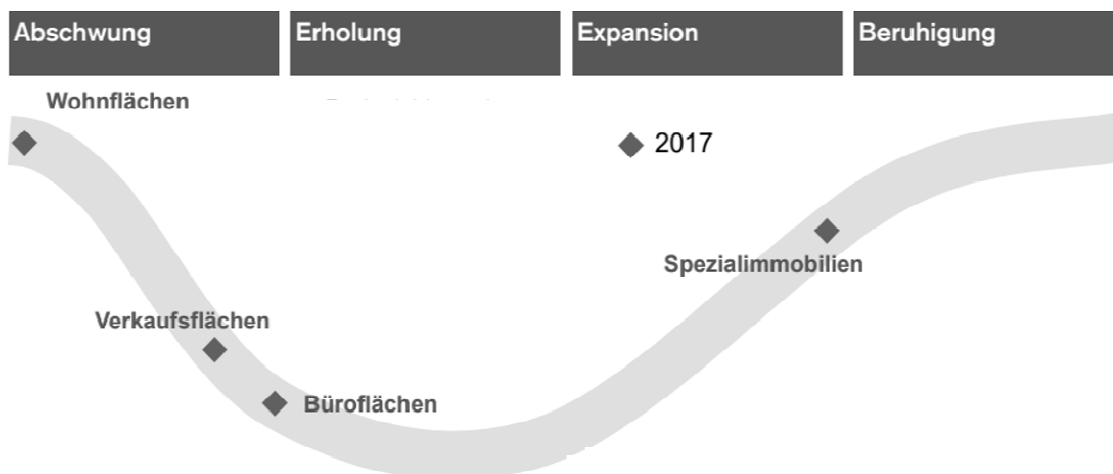 Abschwung
Erholung
Expansion
Beruhigung
Wohnflächen
2017
Spezialimmobilien
Verkaufsflächen
Büroflächen